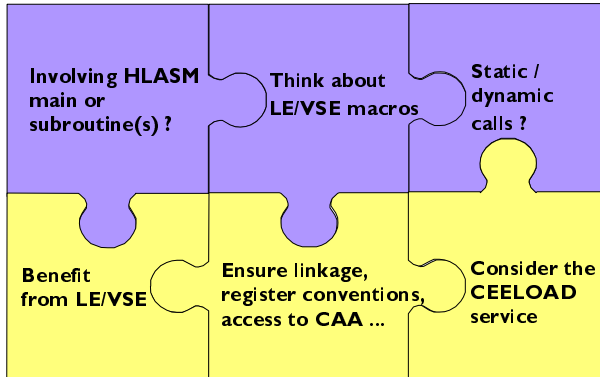 Involving HLASM
main or
subroutine(s) ?
Think about
LE/VSE macros
Static /
dynamic
calls ?
Benefit
from LE/VSE
Ensure linkage,
register conventions,
access to CAA ...
Consider the
CEELOAD
service